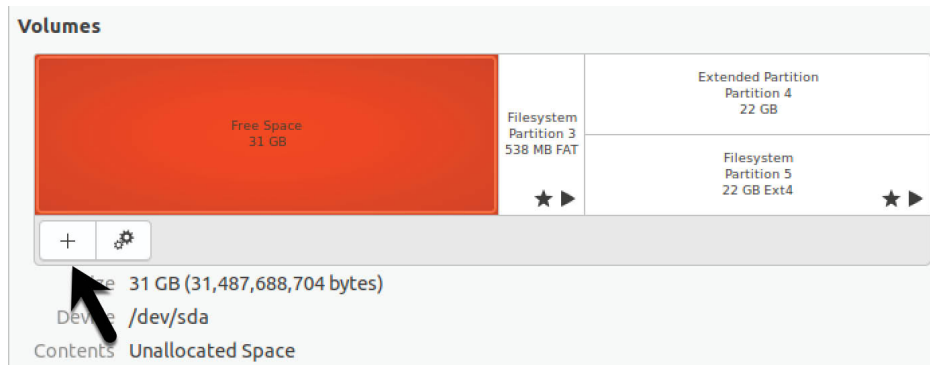 Volumes
Free Space
31 GB
Filesystem
Partition 3
538 MB FAT
Extended Partition
Partition 4
22 GB
Filesystem
Partition 5
22 GB Ext4
31 GB (31,487,688,704 bytes)
Device /dev/sda
Contents Unallocated Space